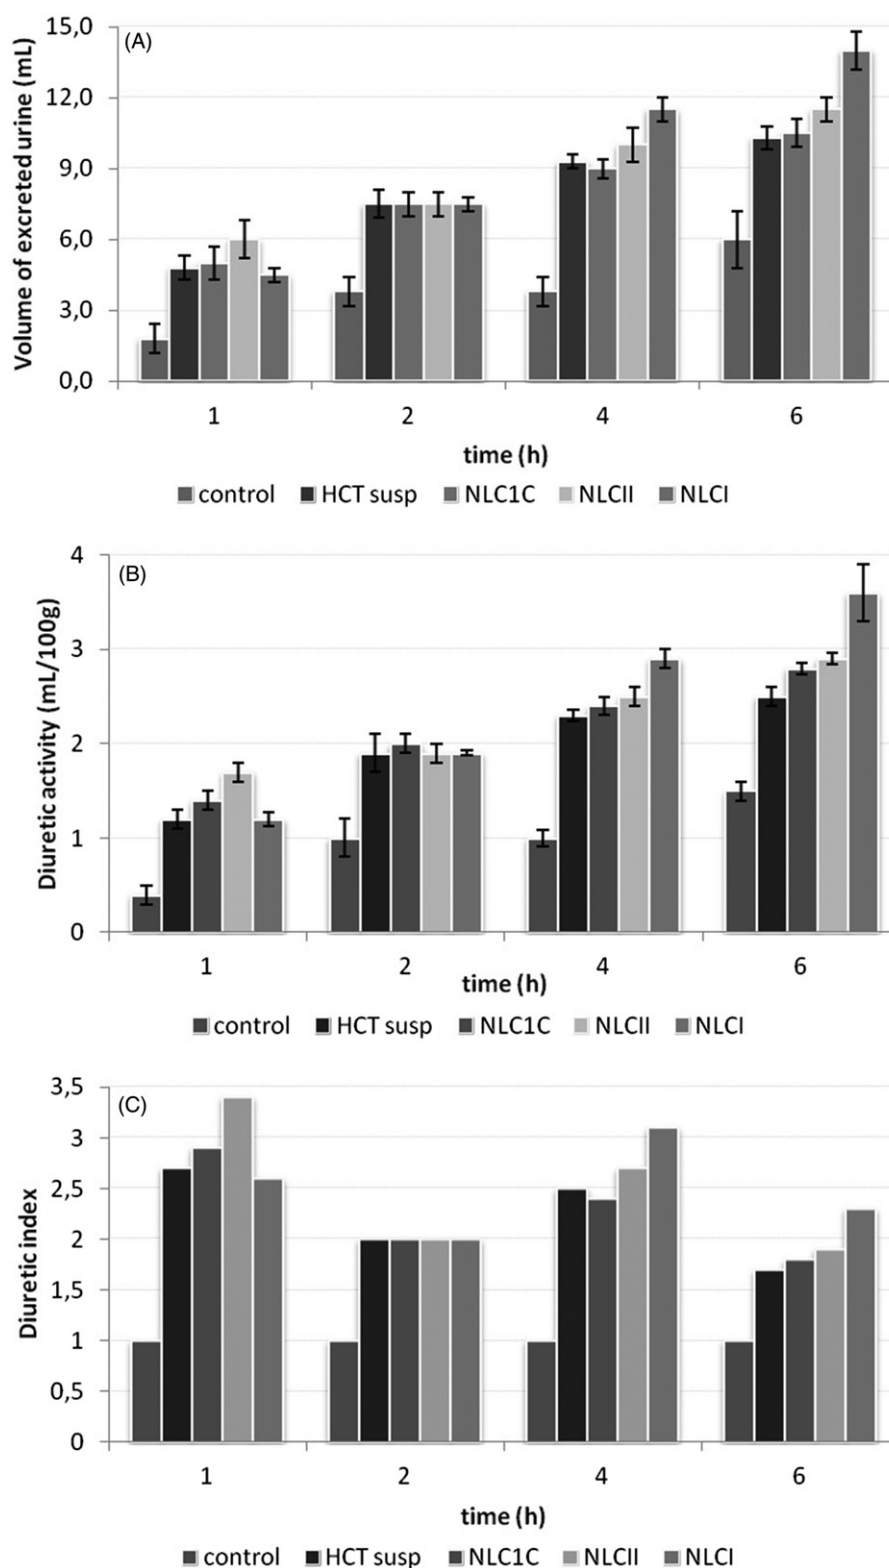 (A)
Volume of excreted urine (mL)
15,0
12,0
9,0
6,0
3,0
0,0
1 2 4 6
time (h)
control HCT susp NLC1C NLCII NLCI
(B)
Diuretic activity (mL/100g)
4
3
2
1
0
1 2 4 6
time (h)
control HCT susp NLC1C NLCII NLCI
(C)
Diuretic index
3,5
3
2,5
2
1,5
1
0,5
0
1 2 4 6
time (h)
control HCT susp NLC1C NLCII NLCI